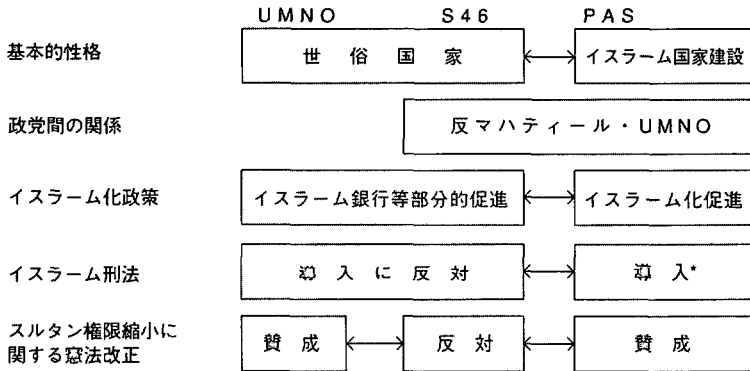 UMNO S46 PAS
基本的性格 世俗国家 イスラーム国家建設
政党間の関係 反マハティール・UMNO
イスラーム化政策 イスラーム銀行等部分的促進 イスラーム化促進
イスラーム刑法 導入に反対 導入*
スルタン権限縮小に
関する憲法改正 賛成 反対 賛成